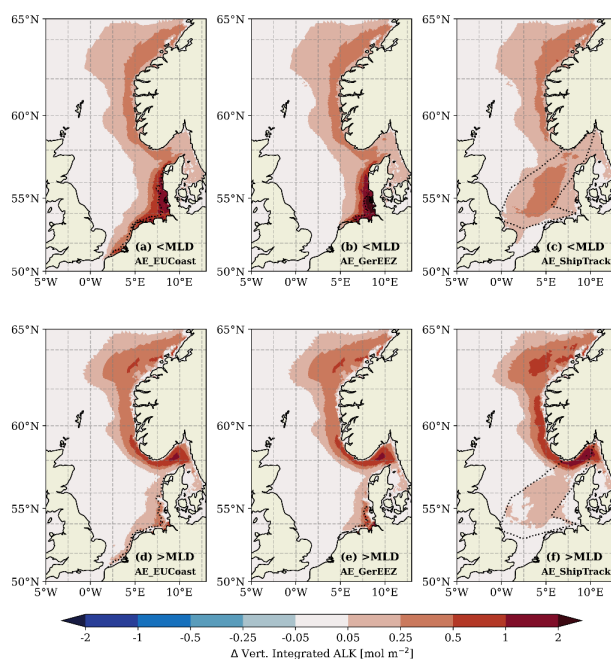 65°N
60°N
55°N
50°N
(a) <MLD
AE_EUCoast
(b) <MLD
AE_GerEEZ
(c) <MLD
AE_ShipTrack
5°W 0°W 5°E 10°E 5°W 0°W 5°E 10°E 5°W 0°W 5°E 10°E
65°N
60°N
55°N
50°N
(d) >MLD
AE_EUCoast
(e) >MLD
AE_GerEEZ
(f) >MLD
AE_ShipTrack
5°W 0°W 5°E 10°E 5°W 0°W 5°E 10°E 5°W 0°W 5°E 10°E
-2 -1 -0.5 -0.25 -0.05 0.05 0.25 0.5 1 2
Δ Vert. Integrated ALK [mol m⁻²]